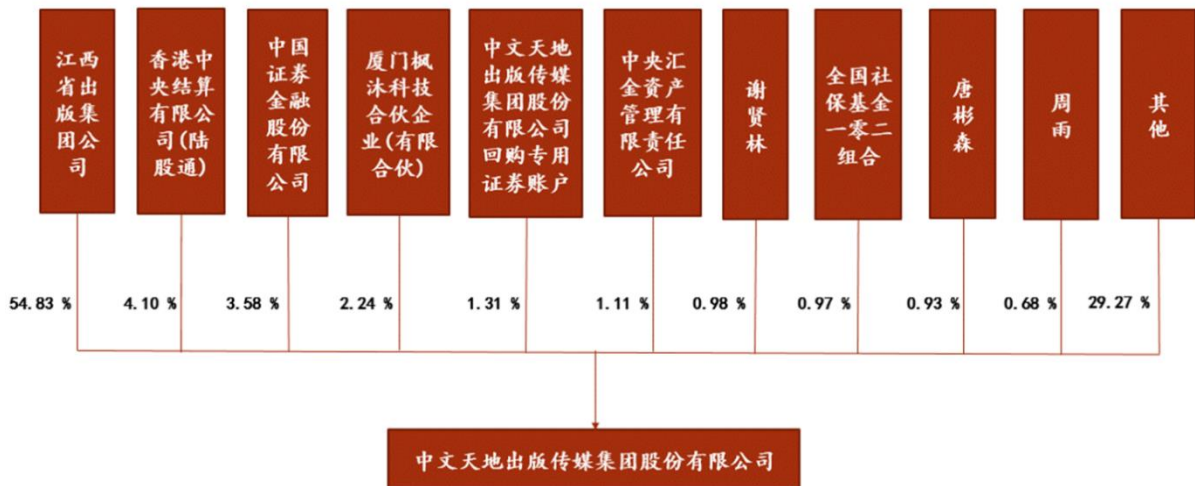 江西
省出
版集
团公
司
香港中
央结算
有限公
司(陆
股通)
中国
证券
金融
股份
有限
公司
厦门枫
沐科技
合伙企
业(有限
合伙)
中文天地
出版传媒
集团股份
有限公司
回购专用
证券账户
中央汇
金资产
管理有
限责任
公司
谢
贤
林
全国社
保基金
一零二
组合
唐
彬
森
周
雨
其
他
54.83 %
4.10 %
3.58 %
2.24 %
1.31 %
1.11 %
0.98 %
0.97 %
0.93 %
0.68 %
29.27 %
中文天地出版传媒集团股份有限公司